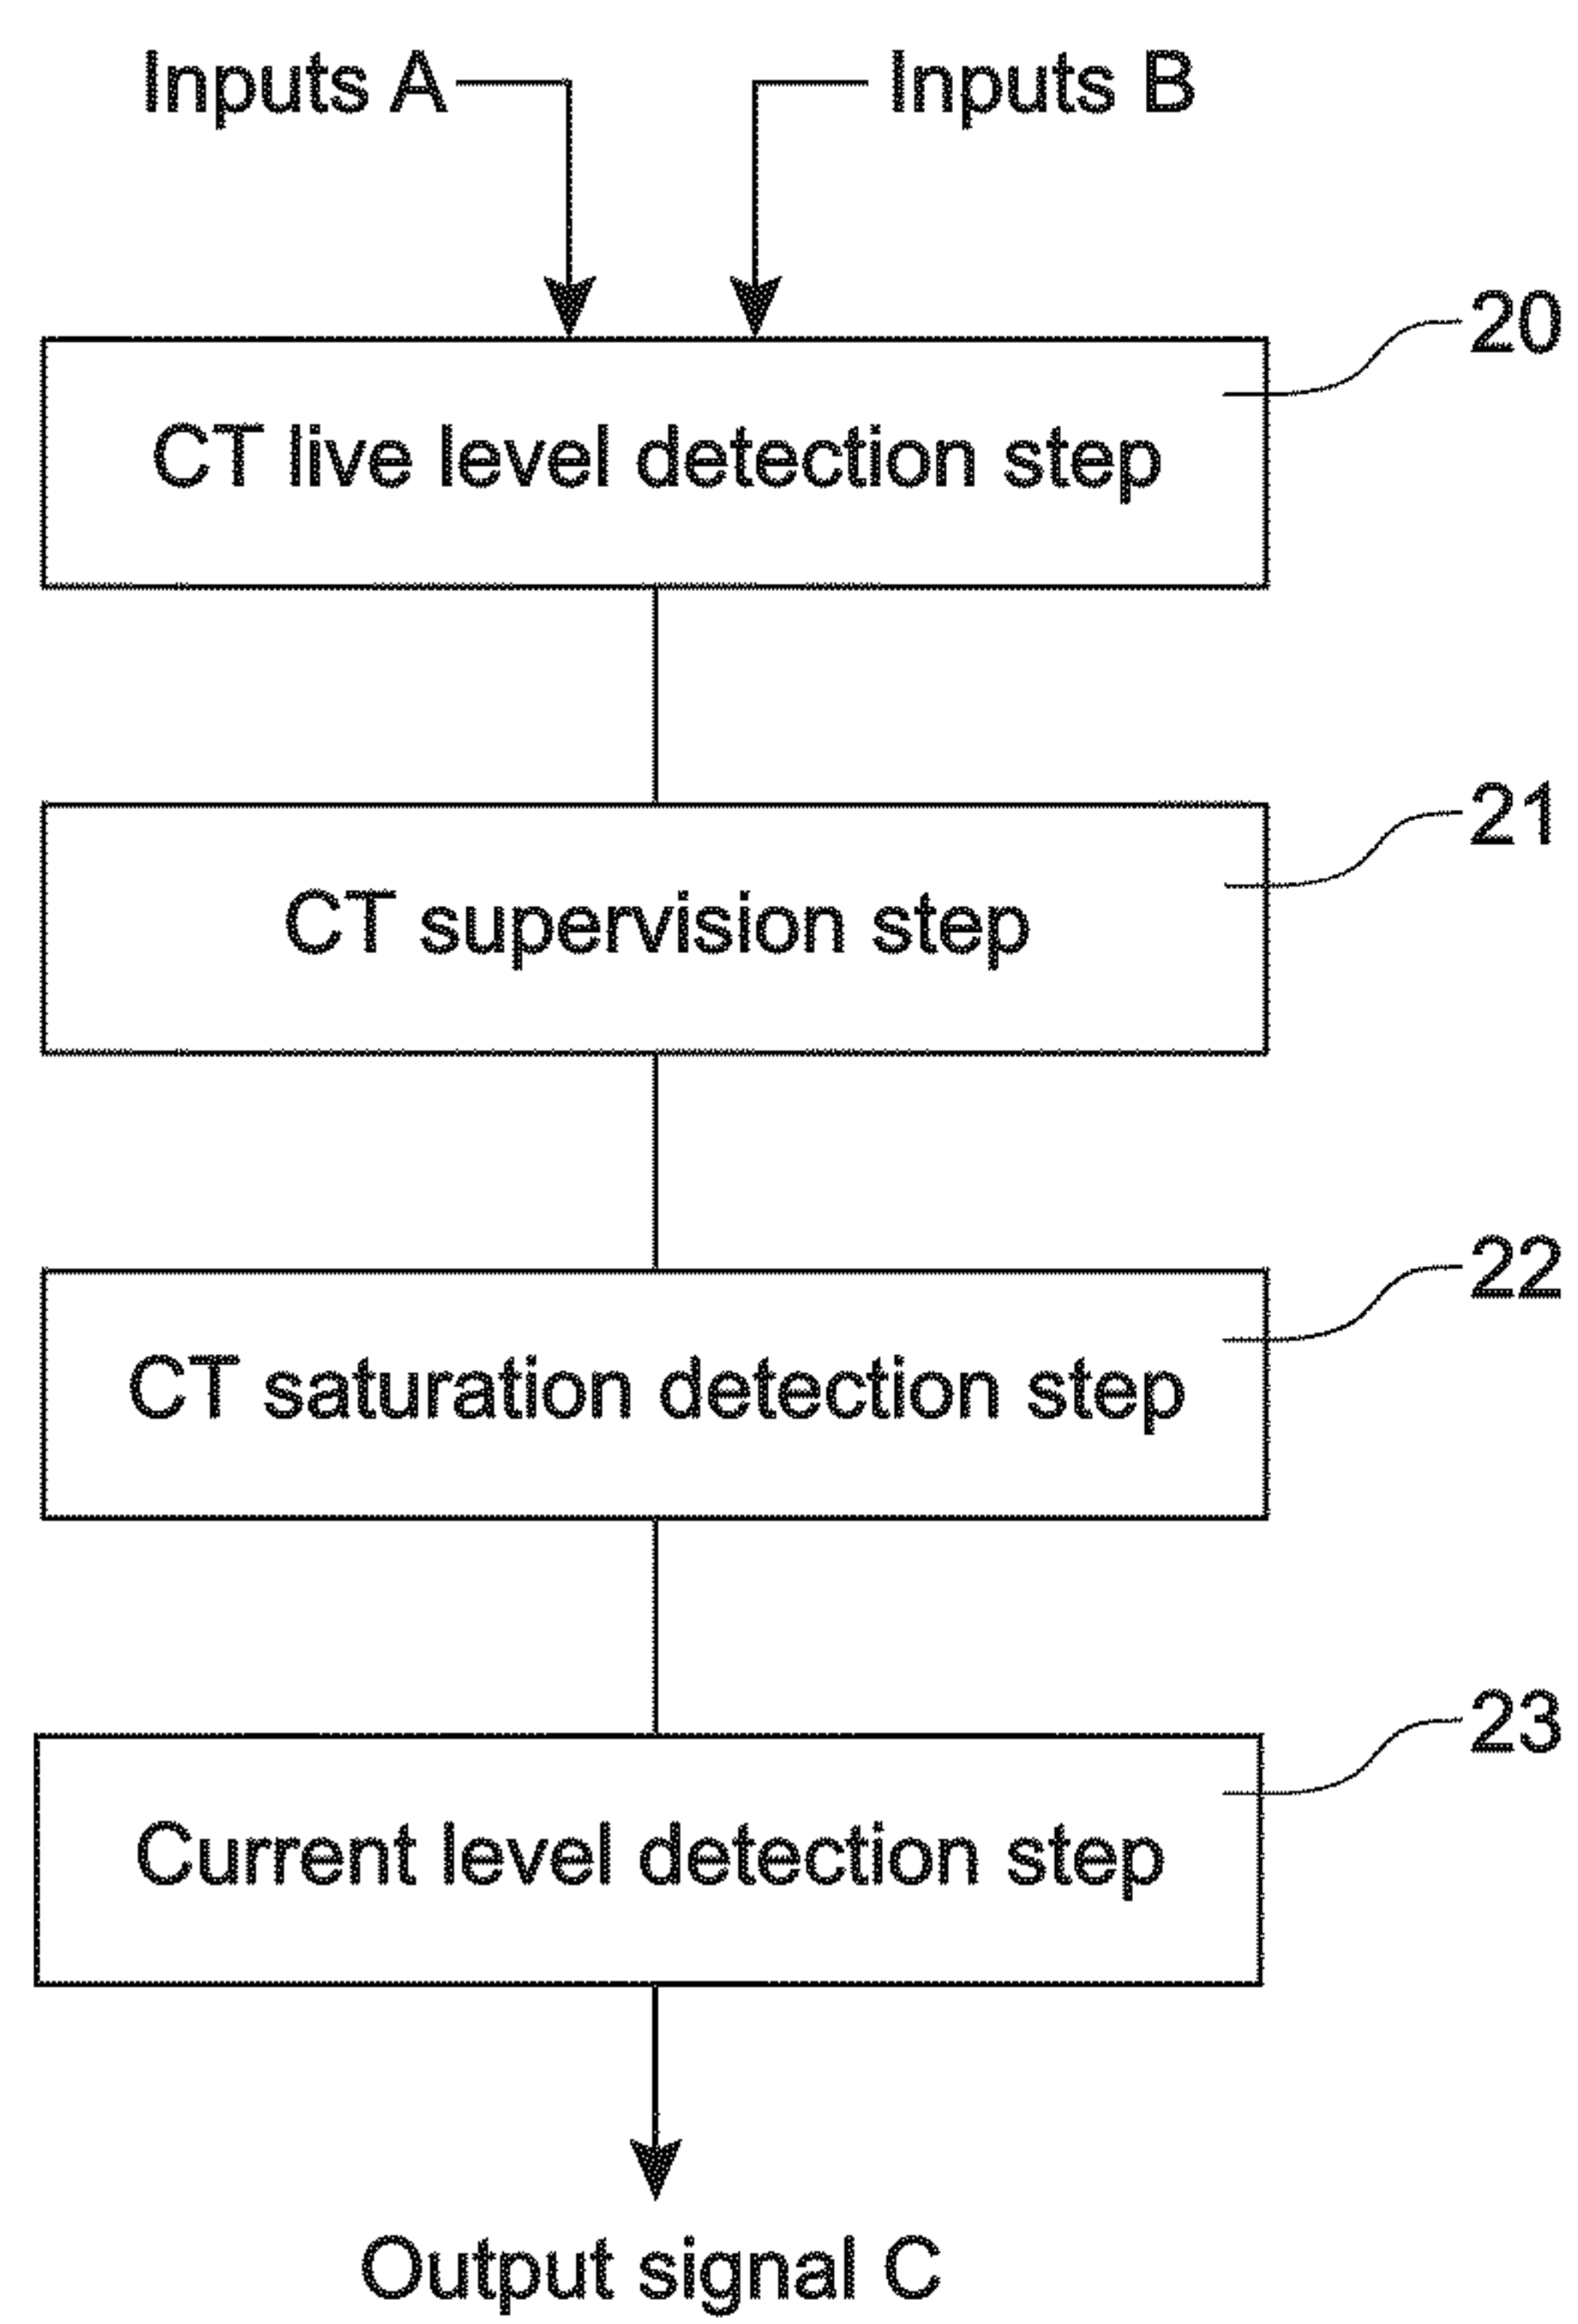 Inputs A
Inputs B
20
CT live level detection step
21
CT supervision step
22
CT saturation detection step
23
Current level detection step
Output signal C